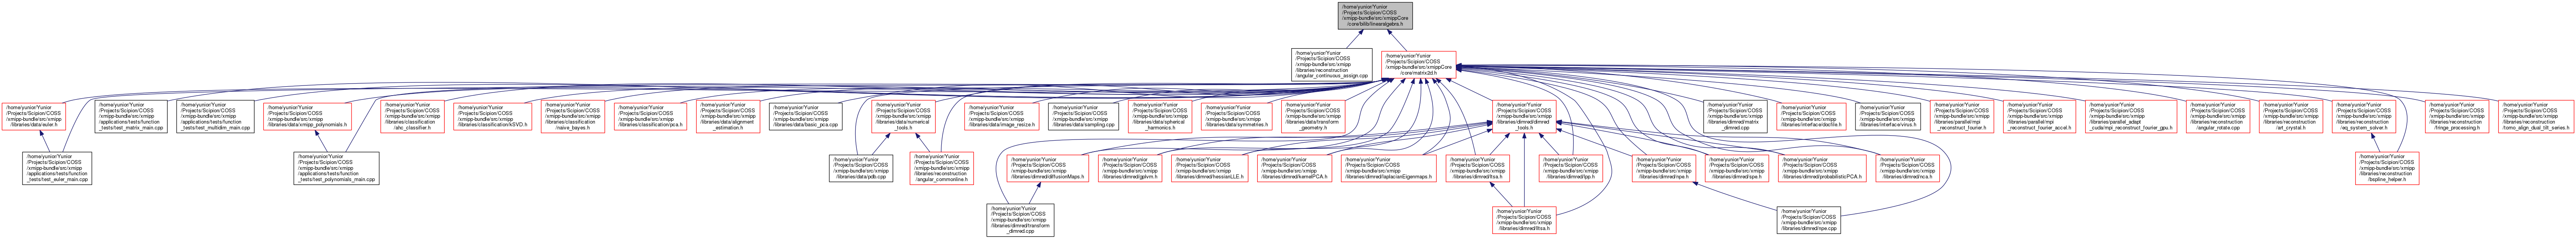 /home/yunior/Yunior
/Projects/Scipion/COSS
/xmipp-bundle/src/xmippCore
/core/bilib/linearalgebra.h
/home/yunior/Yunior
/Projects/Scipion/COSS
/xmipp-bundle/src/xmipp
/libraries/reconstruction
/angular_continuous_assign.cpp
/home/yunior/Yunior
/Projects/Scipion/COSS
/xmipp-bundle/src/xmippCore
/core/matrix2d.h
/home/yunior/Yunior
/Projects/Scipion/COSS
/xmipp-bundle/src/xmipp
/libraries/data/euler.h
/home/yunior/Yunior
/Projects/Scipion/COSS
/xmipp-bundle/src/xmipp
/applications/tests/function
_tests/test_matrix_main.cpp
/home/yunior/Yunior
/Projects/Scipion/COSS
/xmipp-bundle/src/xmipp
/applications/tests/function
_tests/test_multidim_main.cpp
/home/yunior/Yunior
/Projects/Scipion/COSS
/xmipp-bundle/src/xmipp
/libraries/data/xmipp_polynomials.h
/home/yunior/Yunior
/Projects/Scipion/COSS
/xmipp-bundle/src/xmipp
/libraries/classification
/ahc_classifier.h
/home/yunior/Yunior
/Projects/Scipion/COSS
/xmipp-bundle/src/xmipp
/libraries/classification/kSVD.h
/home/yunior/Yunior
/Projects/Scipion/COSS
/xmipp-bundle/src/xmipp
/libraries/classification
/naive_bayes.h
/home/yunior/Yunior
/Projects/Scipion/COSS
/xmipp-bundle/src/xmipp
/libraries/classification/pca.h
/home/yunior/Yunior
/Projects/Scipion/COSS
/xmipp-bundle/src/xmipp
/libraries/data/alignment
_estimation.h
/home/yunior/Yunior
/Projects/Scipion/COSS
/xmipp-bundle/src/xmipp
/libraries/data/basic_pca.cpp
/home/yunior/Yunior
/Projects/Scipion/COSS
/xmipp-bundle/src/xmipp
/libraries/data/numerical
_tools.h
/home/yunior/Yunior
/Projects/Scipion/COSS
/xmipp-bundle/src/xmipp
/libraries/data/image_resize.h
/home/yunior/Yunior
/Projects/Scipion/COSS
/xmipp-bundle/src/xmipp
/libraries/data/sampling.cpp
/home/yunior/Yunior
/Projects/Scipion/COSS
/xmipp-bundle/src/xmipp
/libraries/data/spherical
_harmonics.h
/home/yunior/Yunior
/Projects/Scipion/COSS
/xmipp-bundle/src/xmipp
/libraries/data/symmetries.h
/home/yunior/Yunior
/Projects/Scipion/COSS
/xmipp-bundle/src/xmipp
/libraries/data/transform
_geometry.h
/home/yunior/Yunior
/Projects/Scipion/COSS
/xmipp-bundle/src/xmipp
/libraries/dimred/dimred
_tools.h
/home/yunior/Yunior
/Projects/Scipion/COSS
/xmipp-bundle/src/xmipp
/libraries/dimred/matrix
_dimred.cpp
/home/yunior/Yunior
/Projects/Scipion/COSS
/xmipp-bundle/src/xmipp
/libraries/interface/docfile.h
/home/yunior/Yunior
/Projects/Scipion/COSS
/xmipp-bundle/src/xmipp
/libraries/interface/virus.h
/home/yunior/Yunior
/Projects/Scipion/COSS
/xmipp-bundle/src/xmipp
/libraries/parallel/mpi
_reconstruct_fourier.h
/home/yunior/Yunior
/Projects/Scipion/COSS
/xmipp-bundle/src/xmipp
/libraries/parallel/mpi
_reconstruct_fourier_accel.h
/home/yunior/Yunior
/Projects/Scipion/COSS
/xmipp-bundle/src/xmipp
/libraries/parallel_adapt
_cuda/mpi_reconstruct_fourier_gpu.h
/home/yunior/Yunior
/Projects/Scipion/COSS
/xmipp-bundle/src/xmipp
/libraries/reconstruction
/angular_rotate.cpp
/home/yunior/Yunior
/Projects/Scipion/COSS
/xmipp-bundle/src/xmipp
/libraries/reconstruction
/art_crystal.h
/home/yunior/Yunior
/Projects/Scipion/COSS
/xmipp-bundle/src/xmipp
/libraries/reconstruction
/eq_system_solver.h
/home/yunior/Yunior
/Projects/Scipion/COSS
/xmipp-bundle/src/xmipp
/libraries/reconstruction
/fringe_processing.h
/home/yunior/Yunior
/Projects/Scipion/COSS
/xmipp-bundle/src/xmipp
/libraries/reconstruction
/tomo_align_dual_tilt_series.h
/home/yunior/Yunior
/Projects/Scipion/COSS
/xmipp-bundle/src/xmipp
/applications/tests/function
_tests/test_euler_main.cpp
/home/yunior/Yunior
/Projects/Scipion/COSS
/xmipp-bundle/src/xmipp
/applications/tests/function
_tests/test_polynomials_main.cpp
/home/yunior/Yunior
/Projects/Scipion/COSS
/xmipp-bundle/src/xmipp
/libraries/data/pdb.cpp
/home/yunior/Yunior
/Projects/Scipion/COSS
/xmipp-bundle/src/xmipp
/libraries/reconstruction
/angular_commonline.h
/home/yunior/Yunior
/Projects/Scipion/COSS
/xmipp-bundle/src/xmipp
/libraries/dimred/diffusionMaps.h
/home/yunior/Yunior
/Projects/Scipion/COSS
/xmipp-bundle/src/xmipp
/libraries/dimred/gplvm.h
/home/yunior/Yunior
/Projects/Scipion/COSS
/xmipp-bundle/src/xmipp
/libraries/dimred/hessianLLE.h
/home/yunior/Yunior
/Projects/Scipion/COSS
/xmipp-bundle/src/xmipp
/libraries/dimred/kernelPCA.h
/home/yunior/Yunior
/Projects/Scipion/COSS
/xmipp-bundle/src/xmipp
/libraries/dimred/laplacianEigenmaps.h
/home/yunior/Yunior
/Projects/Scipion/COSS
/xmipp-bundle/src/xmipp
/libraries/dimred/ltsa.h
/home/yunior/Yunior
/Projects/Scipion/COSS
/xmipp-bundle/src/xmipp
/libraries/dimred/lpp.h
/home/yunior/Yunior
/Projects/Scipion/COSS
/xmipp-bundle/src/xmipp
/libraries/dimred/npe.h
/home/yunior/Yunior
/Projects/Scipion/COSS
/xmipp-bundle/src/xmipp
/libraries/dimred/spe.h
/home/yunior/Yunior
/Projects/Scipion/COSS
/xmipp-bundle/src/xmipp
/libraries/dimred/probabilisticPCA.h
/home/yunior/Yunior
/Projects/Scipion/COSS
/xmipp-bundle/src/xmipp
/libraries/dimred/nca.h
/home/yunior/Yunior
/Projects/Scipion/COSS
/xmipp-bundle/src/xmipp
/libraries/reconstruction
/bspline_helper.h
/home/yunior/Yunior
/Projects/Scipion/COSS
/xmipp-bundle/src/xmipp
/libraries/dimred/transform
_dimred.cpp
/home/yunior/Yunior
/Projects/Scipion/COSS
/xmipp-bundle/src/xmipp
/libraries/dimred/lltsa.h
/home/yunior/Yunior
/Projects/Scipion/COSS
/xmipp-bundle/src/xmipp
/libraries/dimred/npe.cpp